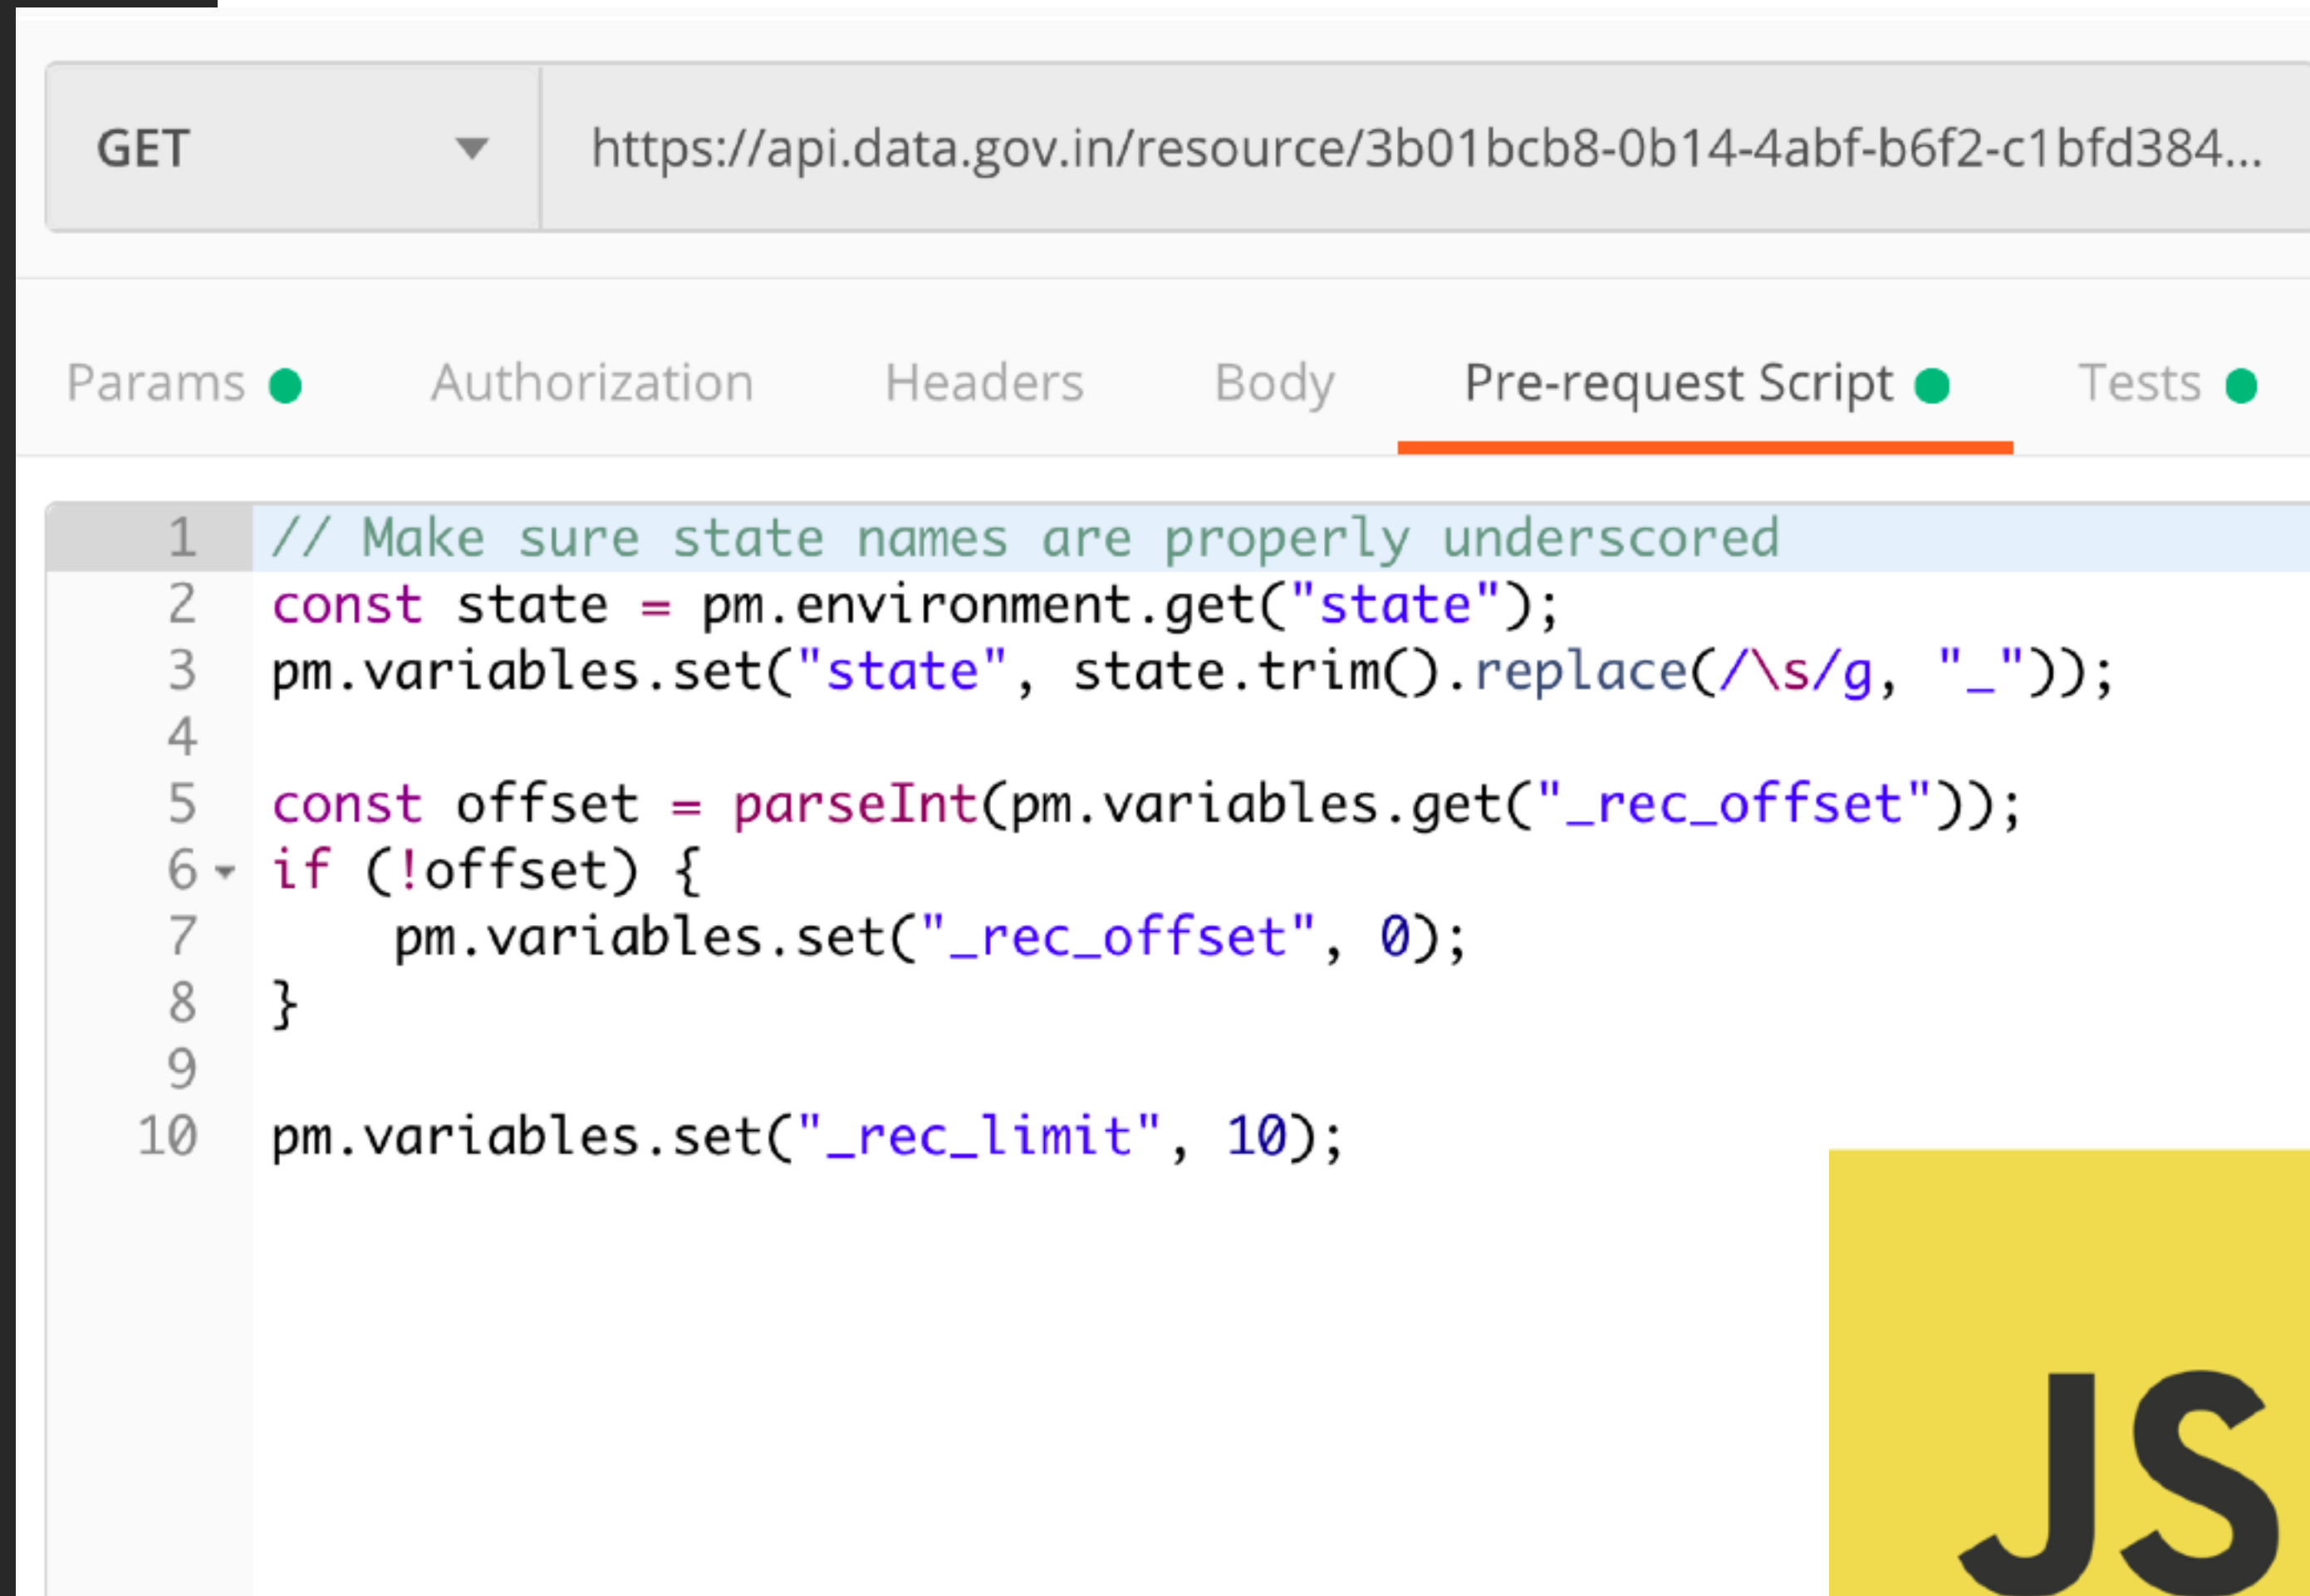 GET https://api.data.gov.in/resource/3b01bcb8-0b14-4abf-b6f2-c1bfd384...
Params Authorization Headers Body Pre-request Script Tests
1 // Make sure state names are properly underscored
2 const state = pm.environment.get("state");
3 pm.variables.set("state", state.trim().replace(/\s/g, "_"));
4
5 const offset = parseInt(pm.variables.get("_rec_offset"));
6 if (!offset) {
7     pm.variables.set("_rec_offset", 0);
8 }
9
10 pm.variables.set("_rec_limit", 10);
JS